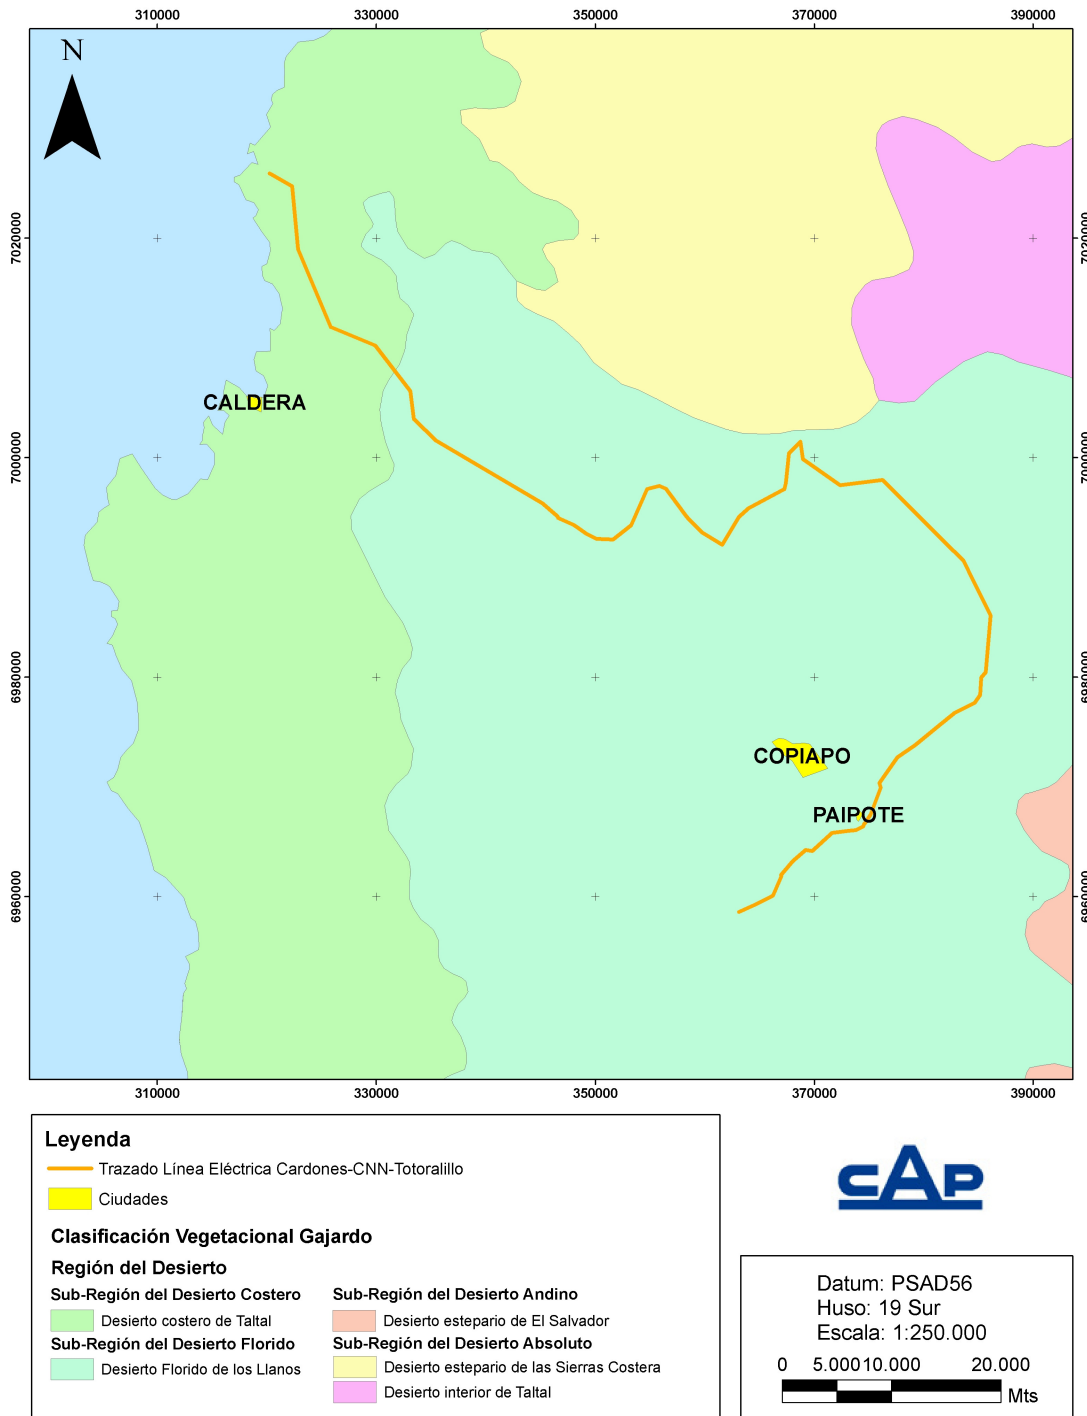 310000 330000 350000 370000 390000
N
7020000 7020000
CALDERA
7000000 7000000
6980000 6980000
COPIAPO
PAIPOTE
6960000 6960000
310000 330000 350000 370000 390000
Leyenda
Trazado Línea Eléctrica Cardones-CNN-Totoralillo
Ciudades
Clasificación Vegetacional Gajardo
Región del Desierto
Sub-Región del Desierto Costero
Desierto costero de Taltal
Sub-Región del Desierto Florido
Desierto Florido de los Llanos
Sub-Región del Desierto Andino
Desierto estepario de El Salvador
Sub-Región del Desierto Absoluto
Desierto estepario de las Sierras Costera
Desierto interior de Taltal
CAP
Datum: PSAD56
Huso: 19 Sur
Escala: 1:250.000
0 5.000 10.000 20.000
Mts